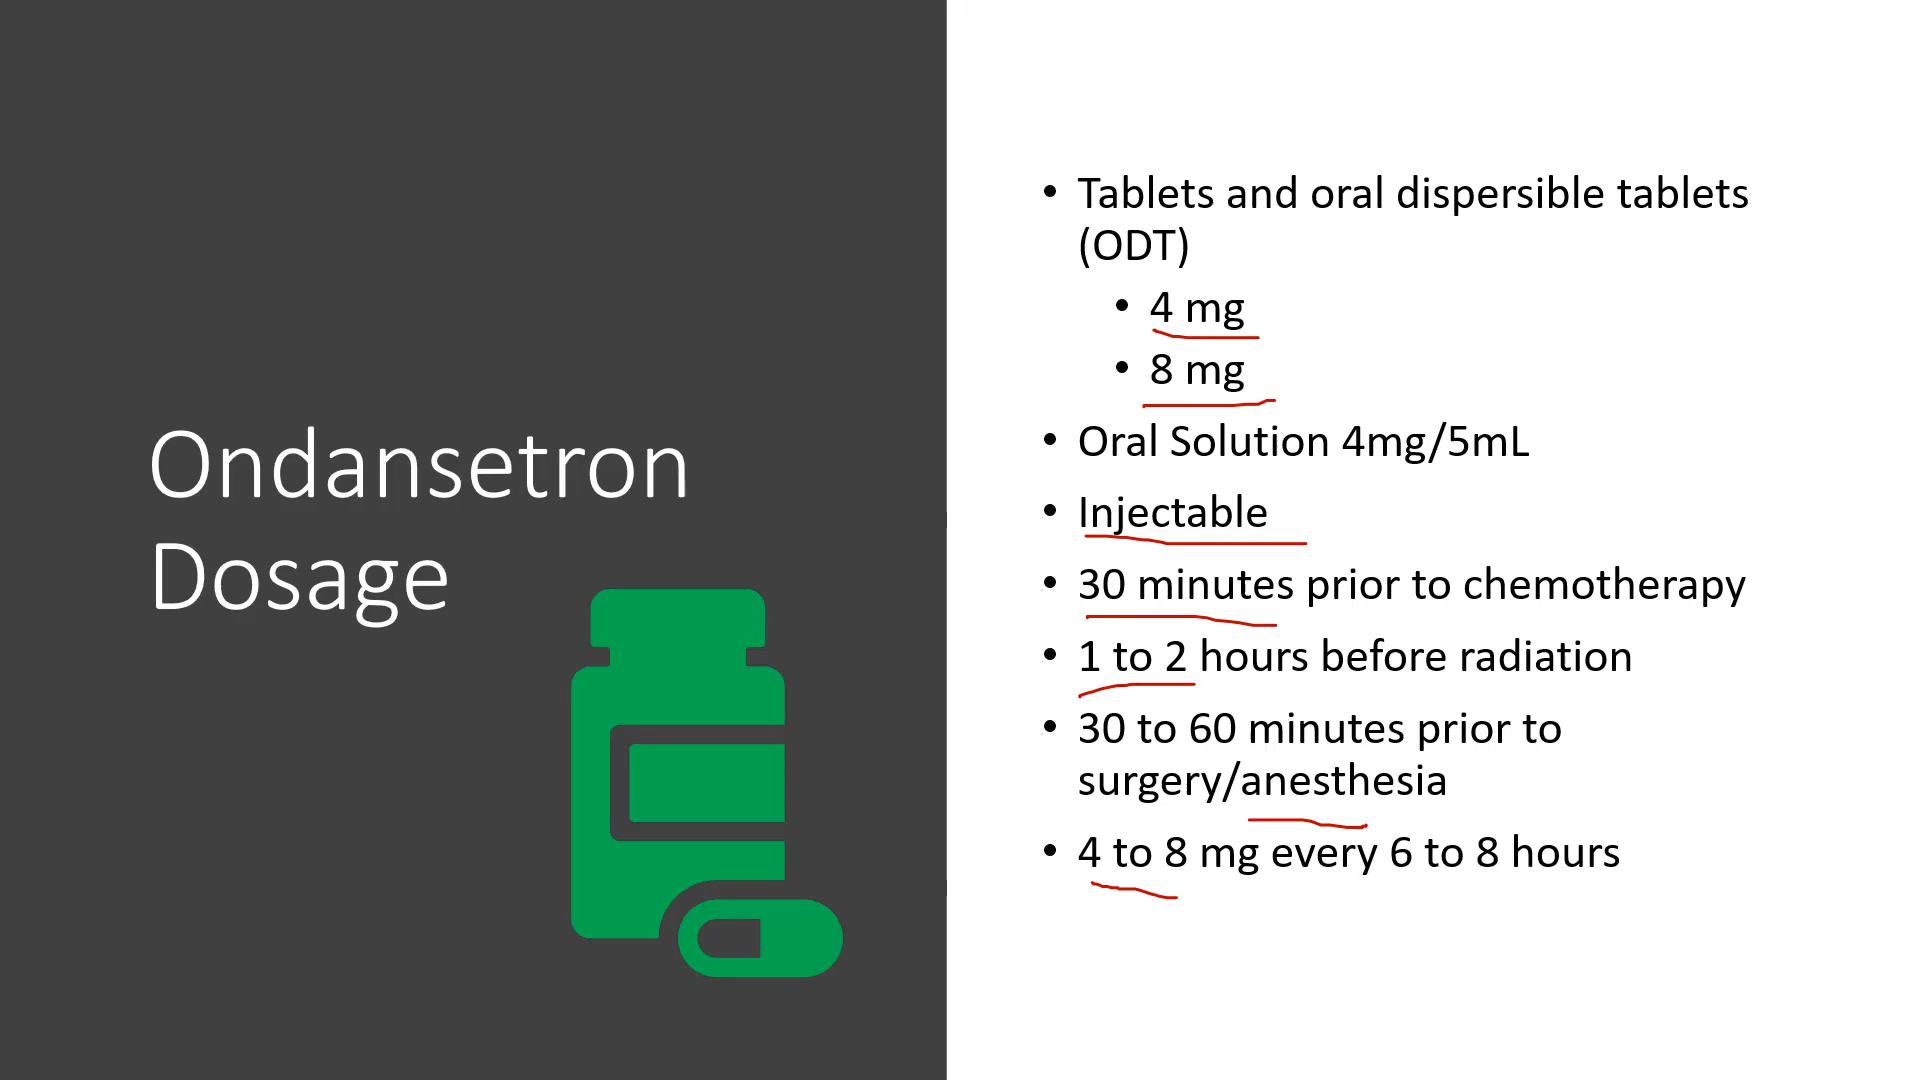 Ondansetron
Dosage
• Tablets and oral dispersible tablets
(ODT)
• 4 mg
• 8 mg
• Oral Solution 4mg/5mL
• Injectable
• 30 minutes prior to chemotherapy
• 1 to 2 hours before radiation
• 30 to 60 minutes prior to
surgery/anesthesia
• 4 to 8 mg every 6 to 8 hours